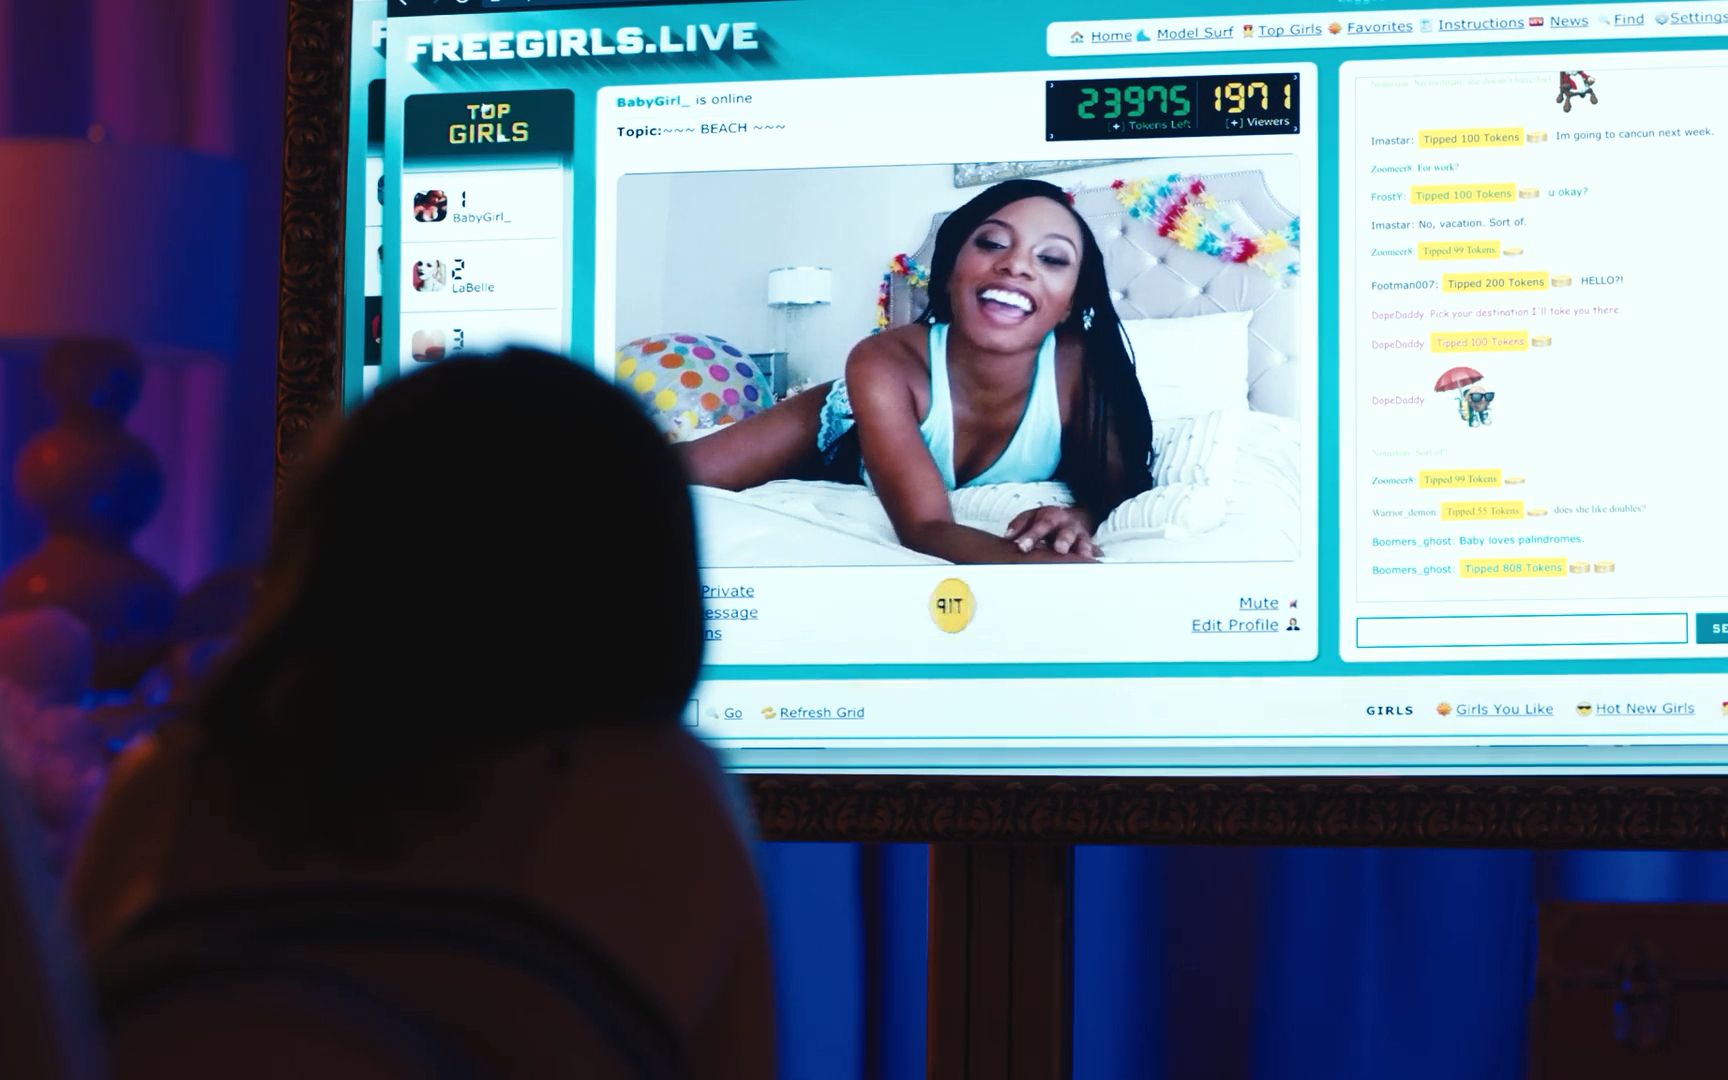 FREEGIRLS.LIVE
Home Model Surf Top Girls Favorites Instructions News Find Settings
TOP
GIRLS
1
BabyGirl_
2
LaBelle
3
BabyGirl_ is online
Topic:~~~ BEACH ~~~
23975 1971
[+] Tokens Left [+] Viewers
Private
essage
ns
TIP
Mute
Edit Profile
Imastar: Tipped 100 Tokens Im going to cancun next week.
Zoomeer8: For work?
FrostY: Tipped 100 Tokens u okay?
Imastar: No, vacation. Sort of.
Zoomeer8: Tipped 99 Tokens
Footman007: Tipped 200 Tokens HELLO?!
DopeDaddy: Pick your destination I'll take you there
DopeDaddy: Tipped 100 Tokens
DopeDaddy
Sort of?
Zoomeer8: Tipped 99 Tokens
Warrior_demon: Tipped 55 Tokens does she like doubles?
Boomers_ghost: Baby loves palindromes.
Boomers_ghost: Tipped 808 Tokens
SE
Go Refresh Grid
GIRLS Girls You Like Hot New Girls